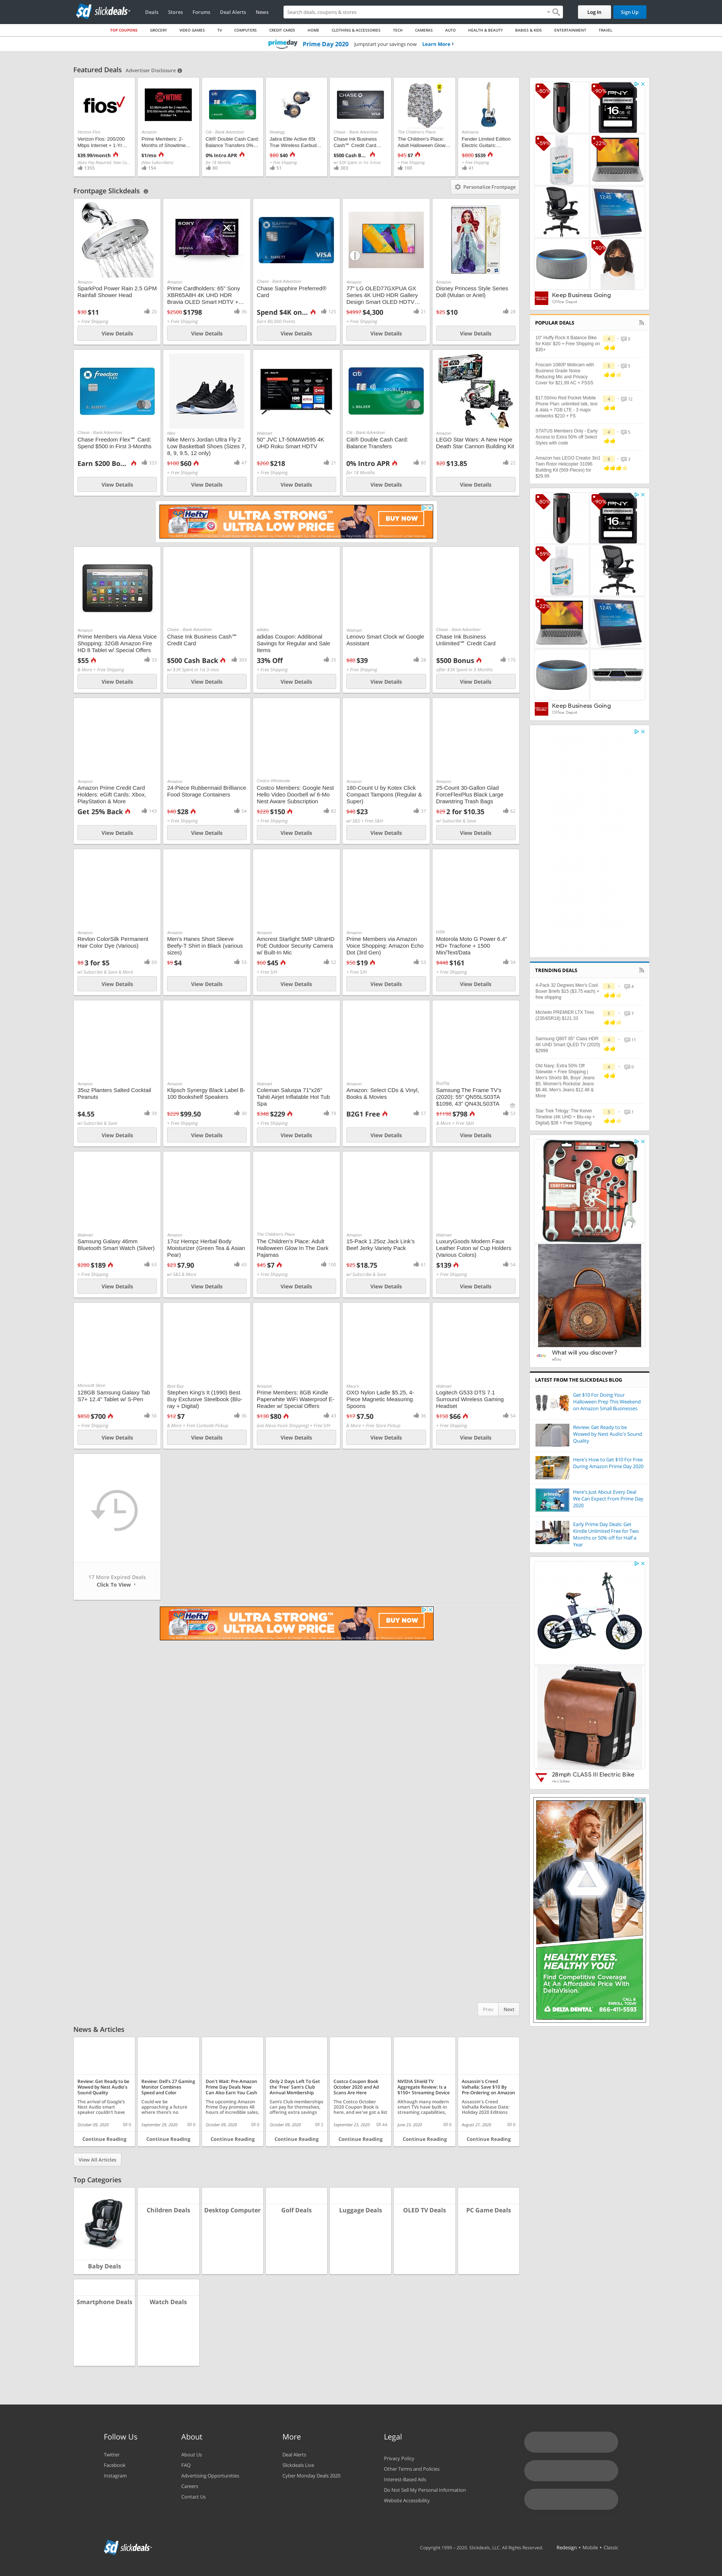 sd slickdeals
Deals Stores Forums Deal Alerts News
Search deals, coupons & stores
Log In Sign Up
TOP COUPONS GROCERY VIDEO GAMES TV COMPUTERS CREDIT CARDS HOME CLOTHING & ACCESSORIES TECH CAMERAS AUTO HEALTH & BEAUTY BABIES & KIDS ENTERTAINMENT TRAVEL
prime day Prime Day 2020 Jumpstart your savings now Learn More
Featured Deals Advertiser Disclosure
Verizon Fios: 200/200 Mbps Internet + 1-Yr...
$39.99/month
Prime Members: 2-Months of Showtime...
$1/mo
Citi® Double Cash Card: Balance Transfers 0%...
0% Intro APR
Jabra Elite Active 65t True Wireless Earbud...
$80 $40
Chase Ink Business Cash℠ Credit Card...
$500 Cash B...
The Children's Place: Adult Halloween Glow...
$45 $7
Fender Limited Edition Electric Guitars:...
$800 $539
Frontpage Slickdeals
Personalize Frontpage
SparkPod Power Rain 2.5 GPM Rainfall Shower Head
$30 $11
Prime Cardholders: 65" Sony XBR65A8H 4K UHD HDR Bravia OLED Smart HDTV +...
$2500 $1798
Chase Sapphire Preferred® Card
Spend $4K on...
77" LG OLED77GXPUA GX Series 4K UHD HDR Gallery Design Smart OLED HDTV...
$4997 $4,300
Disney Princess Style Series Doll (Mulan or Ariel)
$25 $10
View Details View Details View Details View Details View Details
Chase Freedom Flex℠ Card: Spend $500 in First 3-Months
Earn $200 Bo...
Nike Men's Jordan Ultra Fly 2 Low Basketball Shoes (Sizes 7, 8, 9, 9.5, 12 only)
$100 $60
50" JVC LT-50MAW595 4K UHD Roku Smart HDTV
$260 $218
Citi® Double Cash Card: Balance Transfers
0% Intro APR
LEGO Star Wars: A New Hope Death Star Cannon Building Kit
$20 $13.85
View Details View Details View Details View Details View Details
Hefty ULTRA STRONG ULTRA LOW PRICE BUY NOW
Prime Members via Alexa Voice Shopping: 32GB Amazon Fire HD 8 Tablet w/ Special Offers
$55
Chase Ink Business Cash℠ Credit Card
$500 Cash Back
adidas Coupon: Additional Savings for Regular and Sale Items
33% Off
Lenovo Smart Clock w/ Google Assistant
$80 $39
Chase Ink Business Unlimited℠ Credit Card
$500 Bonus
View Details View Details View Details View Details View Details
Amazon Prime Credit Card Holders: eGift Cards: Xbox, PlayStation & More
Get 25% Back
24-Piece Rubbermaid Brilliance Food Storage Containers
$40 $28
Costco Members: Google Nest Hello Video Doorbell w/ 6-Mo Nest Aware Subscription
$229 $150
180-Count U by Kotex Click Compact Tampons (Regular & Super)
$40 $23
25-Count 30-Gallon Glad ForceFlexPlus Black Large Drawstring Trash Bags
$29 2 for $10.35
View Details View Details View Details View Details View Details
Revlon ColorSilk Permanent Hair Color Dye (Various)
$8 3 for $5
Men's Hanes Short Sleeve Beefy-T Shirt in Black (various sizes)
$9 $4
Amcrest Starlight 5MP UltraHD PoE Outdoor Security Camera w/ Built-In Mic
$60 $45
Prime Members via Amazon Voice Shopping: Amazon Echo Dot (3rd Gen)
$50 $19
Motorola Moto G Power 6.4" HD+ Tracfone + 1500 Min/Text/Data
$448 $161
View Details View Details View Details View Details View Details
35oz Planters Salted Cocktail Peanuts
$4.55
Klipsch Synergy Black Label B-100 Bookshelf Speakers
$229 $99.50
Coleman Saluspa 71"x26" Tahiti Airjet Inflatable Hot Tub Spa
$348 $229
Amazon: Select CDs & Vinyl, Books & Movies
B2G1 Free
Samsung The Frame TV's (2020): 55" QN55LS03TA $1098, 43" QN43LS03TA
$1198 $798
View Details View Details View Details View Details View Details
Samsung Galaxy 46mm Bluetooth Smart Watch (Silver)
$280 $189
17oz Hempz Herbal Body Moisturizer (Green Tea & Asian Pear)
$23 $7.90
The Children's Place: Adult Halloween Glow In The Dark Pajamas
$45 $7
15-Pack 1.25oz Jack Link's Beef Jerky Variety Pack
$25 $18.75
LuxuryGoods Modern Faux Leather Futon w/ Cup Holders (Various Colors)
$139
View Details View Details View Details View Details View Details
128GB Samsung Galaxy Tab S7+ 12.4" Tablet w/ S-Pen
$850 $700
Stephen King's It (1990) Best Buy Exclusive Steelbook (Blu-ray + Digital)
$12 $7
Prime Members: 8GB Kindle Paperwhite WiFi Waterproof E-Reader w/ Special Offers
$130 $80
OXO Nylon Ladle $5.25, 4-Piece Magnetic Measuring Spoons
$12 $7.50
Logitech G533 DTS 7.1 Surround Wireless Gaming Headset
$150 $66
View Details View Details View Details View Details View Details
17 More Expired Deals
Click To View
Hefty ULTRA STRONG ULTRA LOW PRICE BUY NOW
Prev Next
Keep Business Going
Office Depot
POPULAR DEALS
10" Huffy Rock It Balance Bike for Kids' $20 + Free Shipping on $35+
Foscam 1080P Webcam with Business Grade Noise Reducing Mic and Privacy Cover for $21.99 AC + FSSS
$17.50/mo Red Pocket Mobile Phone Plan: unlimited talk, text & data + 7GB LTE - 3 major networks $210 + FS
STATUS Members Only - Early Access to Extra 50% off Select Styles with code
Amazon has LEGO Creator 3in1 Twin Rotor Helicopter 31096 Building Kit (569 Pieces) for $29.99.
Keep Business Going
Office Depot
TRENDING DEALS
4-Pack 32 Degrees Men's Cool Boxer Briefs $15 ($3.75 each) + free shipping
Michelin PREMIER LTX Tires (235/65R18) $121.33
Samsung Q80T 85" Class HDR 4K UHD Smart QLED TV (2020) $2999
Old Navy: Extra 50% Off Sitewide + Free Shipping | Men's Shorts $6, Boys' Jeans $5, Women's Rockstar Jeans $6.48, Men's Jeans $12.48 & More
Star Trek Trilogy: The Kelvin Timeline (4K UHD + Blu-ray + Digital) $28 + Free Shipping
What will you discover?
eBay
LATEST FROM THE SLICKDEALS BLOG
Get $10 For Doing Your Holiday Prep This Weekend on Amazon Small Businesses
Review: Get Ready to be Wowed by Nest Audio's Sound Quality
Here's How to Get $10 For Free During Amazon Prime Day 2020
Here's Just About Every Deal We Can Expect From Prime Day 2020
Early Prime Day Deals: Get Kindle Unlimited Free for Two Months or 50% off for Half a Year
28mph CLASS III Electric Bike
HEALTHY EYES, HEALTHY YOU!
Find Competitive Coverage At An Affordable Price With DeltaVision.
CALL & ENROLL TODAY
DELTA DENTAL 866-411-5593
News & Articles
Review: Get Ready to be Wowed by Nest Audio's Sound Quality
Review: Dell's 27 Gaming Monitor Combines Speed and Color
Don't Wait: Pre-Amazon Prime Day Deals Now Can Also Earn You Cash
Only 2 Days Left To Get the 'Free' Sam's Club Annual Membership
Costco Coupon Book October 2020 and Ad Scans Are Here
NVIDIA Shield TV Aggregate Review: Is a $150+ Streaming Device
Assassin's Creed Valhalla: Save $10 By Pre-Ordering on Amazon
Continue Reading Continue Reading Continue Reading Continue Reading Continue Reading Continue Reading Continue Reading
View All Articles
Top Categories
Baby Deals
Children Deals
Desktop Computer
Golf Deals
Luggage Deals
OLED TV Deals
PC Game Deals
Smartphone Deals
Watch Deals
Follow Us
Twitter
Facebook
Instagram
About
About Us
FAQ
Advertising Opportunities
Careers
Contact Us
More
Deal Alerts
Slickdeals Live
Cyber Monday Deals 2020
Legal
Privacy Policy
Other Terms and Policies
Interest-Based Ads
Do Not Sell My Personal Information
Website Accessibility
sd slickdeals
Copyright 1999 - 2020. Slickdeals, LLC. All Rights Reserved. Redesign • Mobile • Classic